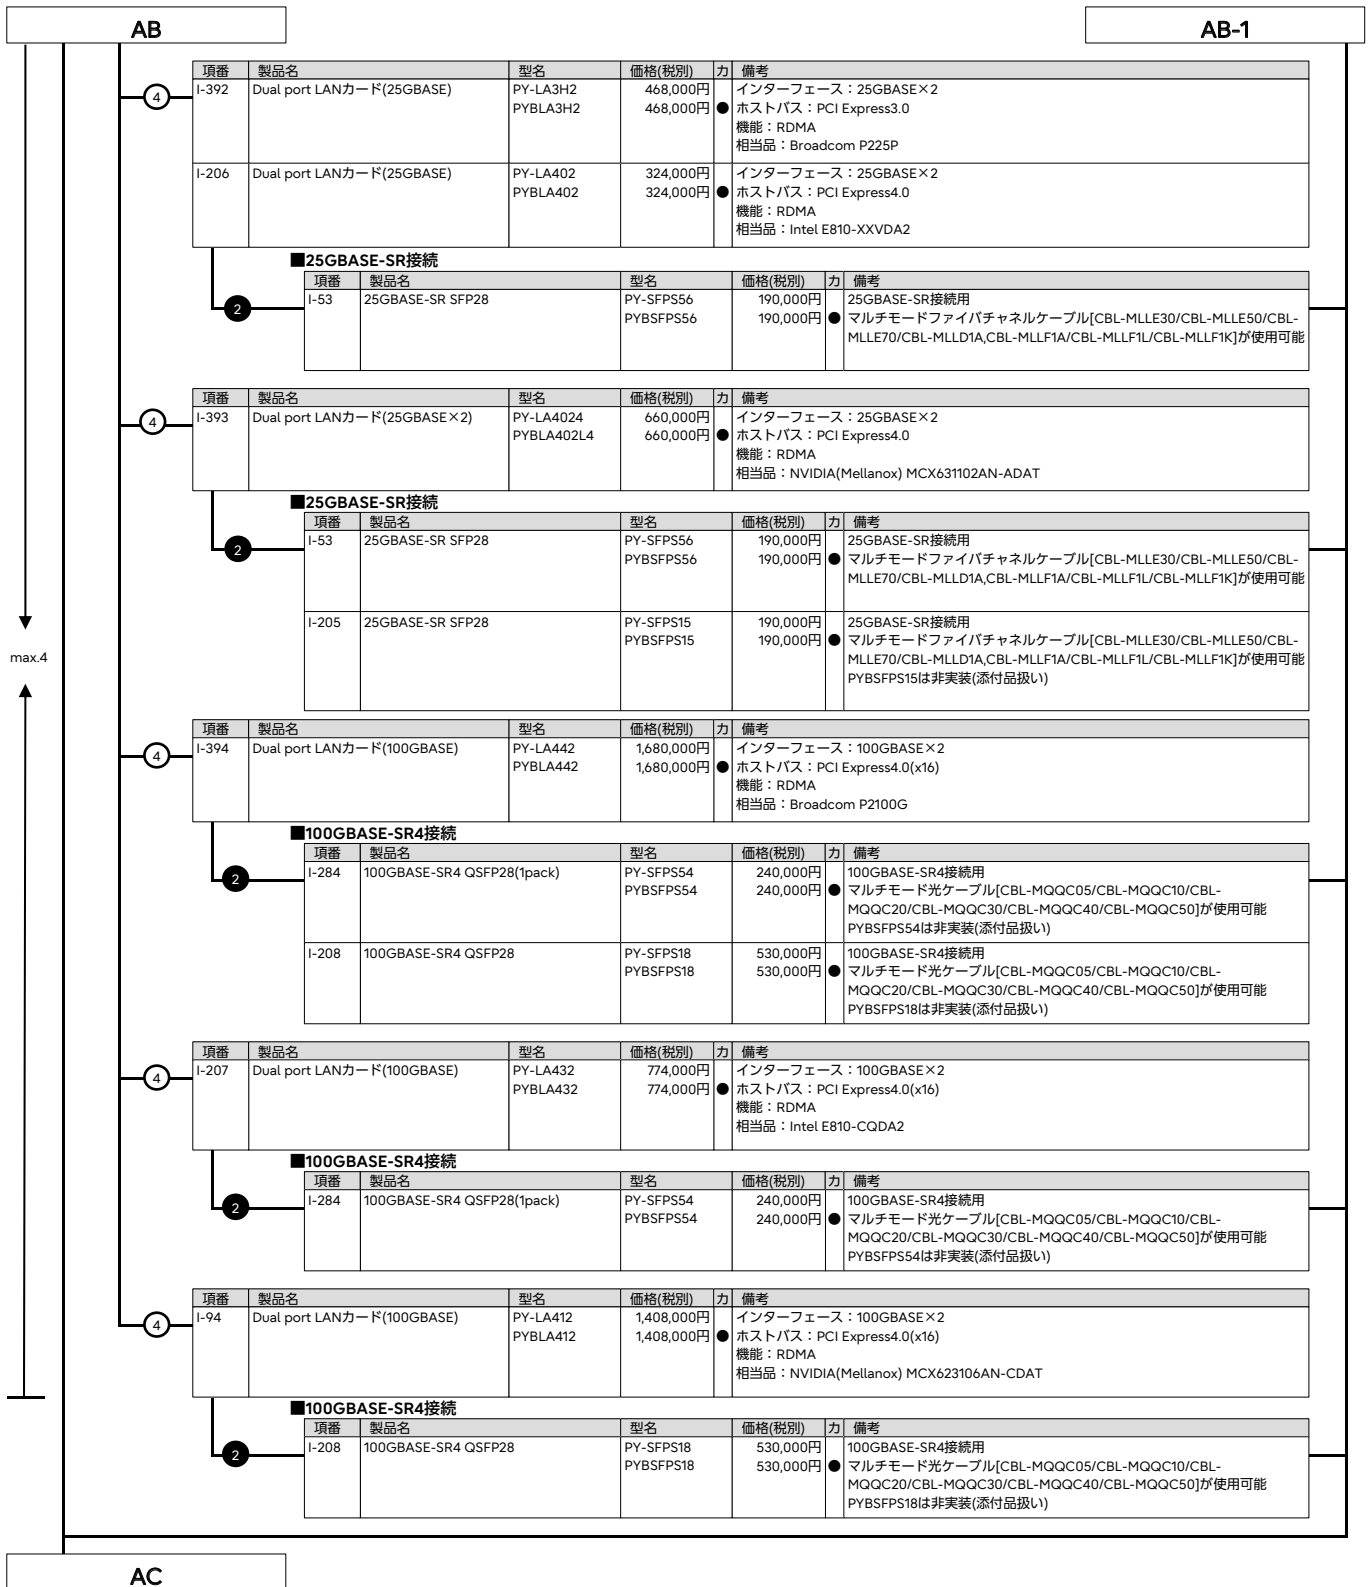 AB
AB-1
項番 製品名 型名 価格(税別) カ 備考
④ I-392 Dual port LANカード(25GBASE) PY-LA3H2 468,000円 インターフェース：25GBASE×2
PYBLA3H2 468,000円 ● ホストバス：PCI Express3.0
機能：RDMA
相当品：Broadcom P225P
I-206 Dual port LANカード(25GBASE) PY-LA402 324,000円 インターフェース：25GBASE×2
PYBLA402 324,000円 ● ホストバス：PCI Express4.0
機能：RDMA
相当品：Intel E810-XXVDA2
■25GBASE-SR接続
項番 製品名 型名 価格(税別) カ 備考
❷ I-53 25GBASE-SR SFP28 PY-SFPS56 190,000円 25GBASE-SR接続用
PYBSFPS56 190,000円 ● マルチモードファイバチャネルケーブル[CBL-MLLE30/CBL-MLLE50/CBL-
MLLE70/CBL-MLLD1A,CBL-MLLF1A/CBL-MLLF1L/CBL-MLLF1K]が使用可能
項番 製品名 型名 価格(税別) カ 備考
④ I-393 Dual port LANカード(25GBASE×2) PY-LA4024 660,000円 インターフェース：25GBASE×2
PYBLA402L4 660,000円 ● ホストバス：PCI Express4.0
機能：RDMA
相当品：NVIDIA(Mellanox) MCX631102AN-ADAT
■25GBASE-SR接続
項番 製品名 型名 価格(税別) カ 備考
❷ I-53 25GBASE-SR SFP28 PY-SFPS56 190,000円 25GBASE-SR接続用
PYBSFPS56 190,000円 ● マルチモードファイバチャネルケーブル[CBL-MLLE30/CBL-MLLE50/CBL-
MLLE70/CBL-MLLD1A,CBL-MLLF1A/CBL-MLLF1L/CBL-MLLF1K]が使用可能
I-205 25GBASE-SR SFP28 PY-SFPS15 190,000円 25GBASE-SR接続用
PYBSFPS15 190,000円 ● マルチモードファイバチャネルケーブル[CBL-MLLE30/CBL-MLLE50/CBL-
MLLE70/CBL-MLLD1A,CBL-MLLF1A/CBL-MLLF1L/CBL-MLLF1K]が使用可能
PYBSFPS15は非実装(添付品扱い)
max.4
項番 製品名 型名 価格(税別) カ 備考
④ I-394 Dual port LANカード(100GBASE) PY-LA442 1,680,000円 インターフェース：100GBASE×2
PYBLA442 1,680,000円 ● ホストバス：PCI Express4.0(x16)
機能：RDMA
相当品：Broadcom P2100G
■100GBASE-SR4接続
項番 製品名 型名 価格(税別) カ 備考
❷ I-284 100GBASE-SR4 QSFP28(1pack) PY-SFPS54 240,000円 100GBASE-SR4接続用
PYBSFPS54 240,000円 ● マルチモード光ケーブル[CBL-MQQC05/CBL-MQQC10/CBL-
MQQC20/CBL-MQQC30/CBL-MQQC40/CBL-MQQC50]が使用可能
PYBSFPS54は非実装(添付品扱い)
I-208 100GBASE-SR4 QSFP28 PY-SFPS18 530,000円 100GBASE-SR4接続用
PYBSFPS18 530,000円 ● マルチモード光ケーブル[CBL-MQQC05/CBL-MQQC10/CBL-
MQQC20/CBL-MQQC30/CBL-MQQC40/CBL-MQQC50]が使用可能
PYBSFPS18は非実装(添付品扱い)
項番 製品名 型名 価格(税別) カ 備考
④ I-207 Dual port LANカード(100GBASE) PY-LA432 774,000円 インターフェース：100GBASE×2
PYBLA432 774,000円 ● ホストバス：PCI Express4.0(x16)
機能：RDMA
相当品：Intel E810-CQDA2
■100GBASE-SR4接続
項番 製品名 型名 価格(税別) カ 備考
❷ I-284 100GBASE-SR4 QSFP28(1pack) PY-SFPS54 240,000円 100GBASE-SR4接続用
PYBSFPS54 240,000円 ● マルチモード光ケーブル[CBL-MQQC05/CBL-MQQC10/CBL-
MQQC20/CBL-MQQC30/CBL-MQQC40/CBL-MQQC50]が使用可能
PYBSFPS54は非実装(添付品扱い)
項番 製品名 型名 価格(税別) カ 備考
④ I-94 Dual port LANカード(100GBASE) PY-LA412 1,408,000円 インターフェース：100GBASE×2
PYBLA412 1,408,000円 ● ホストバス：PCI Express4.0(x16)
機能：RDMA
相当品：NVIDIA(Mellanox) MCX623106AN-CDAT
■100GBASE-SR4接続
項番 製品名 型名 価格(税別) カ 備考
❷ I-208 100GBASE-SR4 QSFP28 PY-SFPS18 530,000円 100GBASE-SR4接続用
PYBSFPS18 530,000円 ● マルチモード光ケーブル[CBL-MQQC05/CBL-MQQC10/CBL-
MQQC20/CBL-MQQC30/CBL-MQQC40/CBL-MQQC50]が使用可能
PYBSFPS18は非実装(添付品扱い)
AC